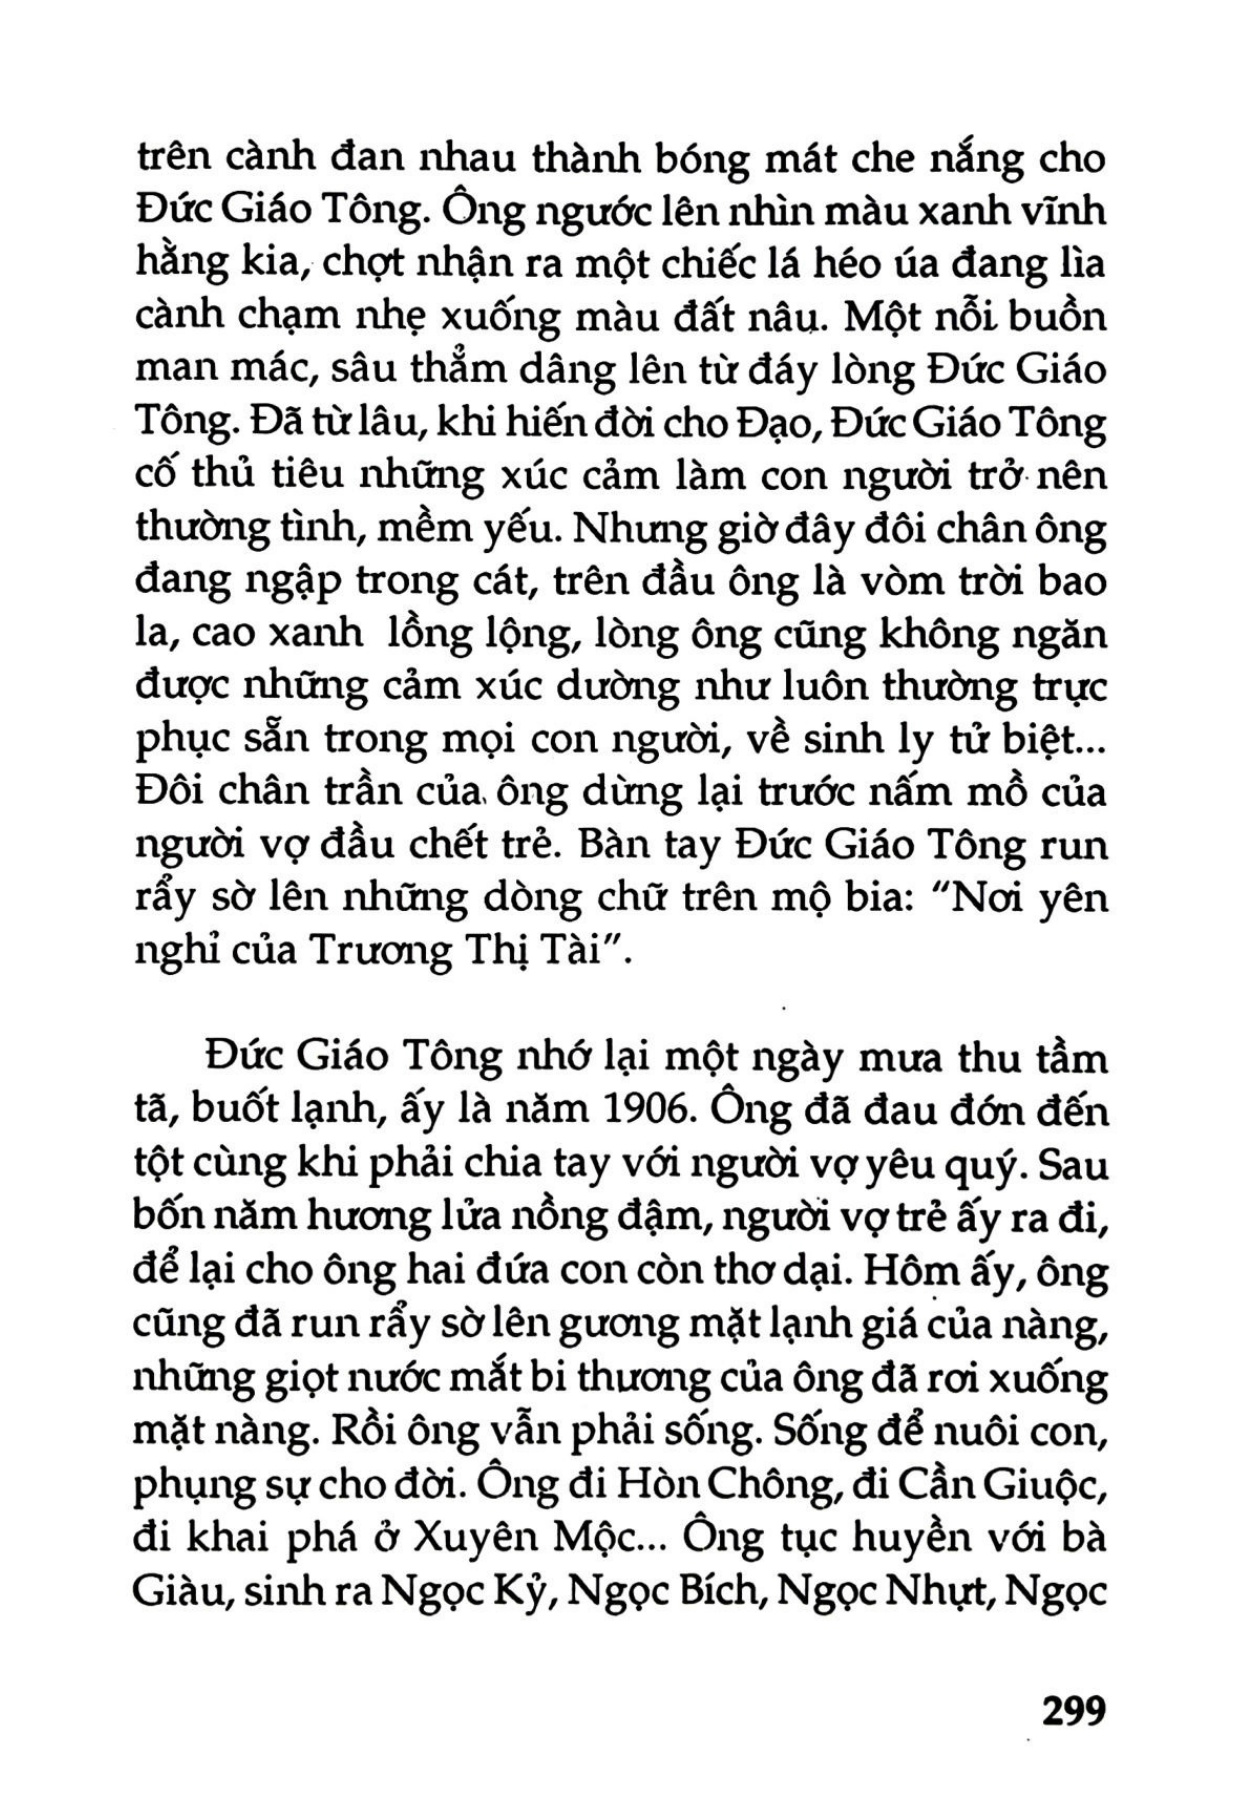 trên cành đan nhau thành bóng mát che nắng cho
Đức Giáo Tông. Ông ngước lên nhìn màu xanh vĩnh
hằng kia, chợt nhận ra một chiếc lá héo úa đang lìa
cành chạm nhẹ xuống màu đất nâu. Một nỗi buồn
man mác, sâu thẳm dâng lên từ đáy lòng Đức Giáo
Tông. Đã từ lâu, khi hiến đời cho Đạo, Đức Giáo Tông
cố thủ tiêu những xúc cảm làm con người trở nên
thường tình, mềm yếu. Nhưng giờ đây đôi chân ông
đang ngập trong cát, trên đầu ông là vòm trời bao
la, cao xanh lồng lộng, lòng ông cũng không ngăn
được những cảm xúc dường như luôn thường trực
phục sẵn trong mọi con người, về sinh ly tử biệt...
Đôi chân trần của ông dừng lại trước nấm mồ của
người vợ đầu chết trẻ. Bàn tay Đức Giáo Tông run
rẩy sờ lên những dòng chữ trên mộ bia: "Nơi yên
nghỉ của Trương Thị Tài".
Đức Giáo Tông nhớ lại một ngày mưa thu tầm
tã, buốt lạnh, ấy là năm 1906. Ông đã đau đớn đến
tột cùng khi phải chia tay với người vợ yêu quý. Sau
bốn năm hương lửa nồng đậm, người vợ trẻ ấy ra đi,
để lại cho ông hai đứa con còn thơ dại. Hôm ấy, ông
cũng đã run rẩy sờ lên gương mặt lạnh giá của nàng,
những giọt nước mắt bi thương của ông đã rơi xuống
mặt nàng. Rồi ông vẫn phải sống. Sống để nuôi con,
phụng sự cho đời. Ông đi Hòn Chông, đi Cần Giuộc,
đi khai phá ở Xuyên Mộc... Ông tục huyền với bà
Giàu, sinh ra Ngọc Kỷ, Ngọc Bích, Ngọc Nhựt, Ngọc
299